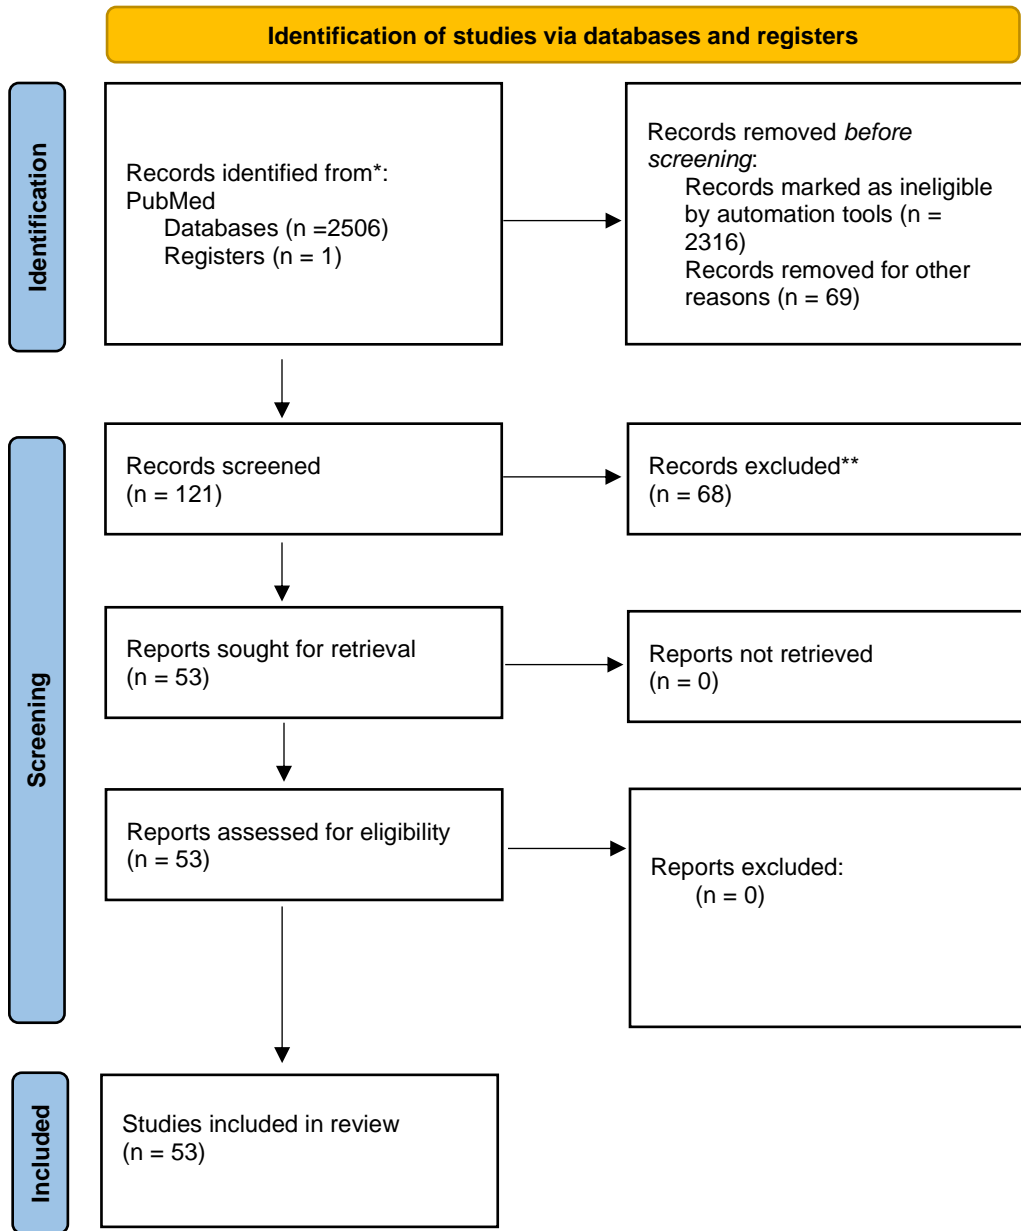 Identification of studies via databases and registers
Identification
Records identified from*:
PubMed
Databases (n =2506)
Registers (n = 1)
Records removed before
screening:
Records marked as ineligible
by automation tools (n =
2316)
Records removed for other
reasons (n = 69)
Screening
Records screened
(n = 121)
Records excluded**
(n = 68)
Reports sought for retrieval
(n = 53)
Reports not retrieved
(n = 0)
Reports assessed for eligibility
(n = 53)
Reports excluded:
(n = 0)
Included
Studies included in review
(n = 53)